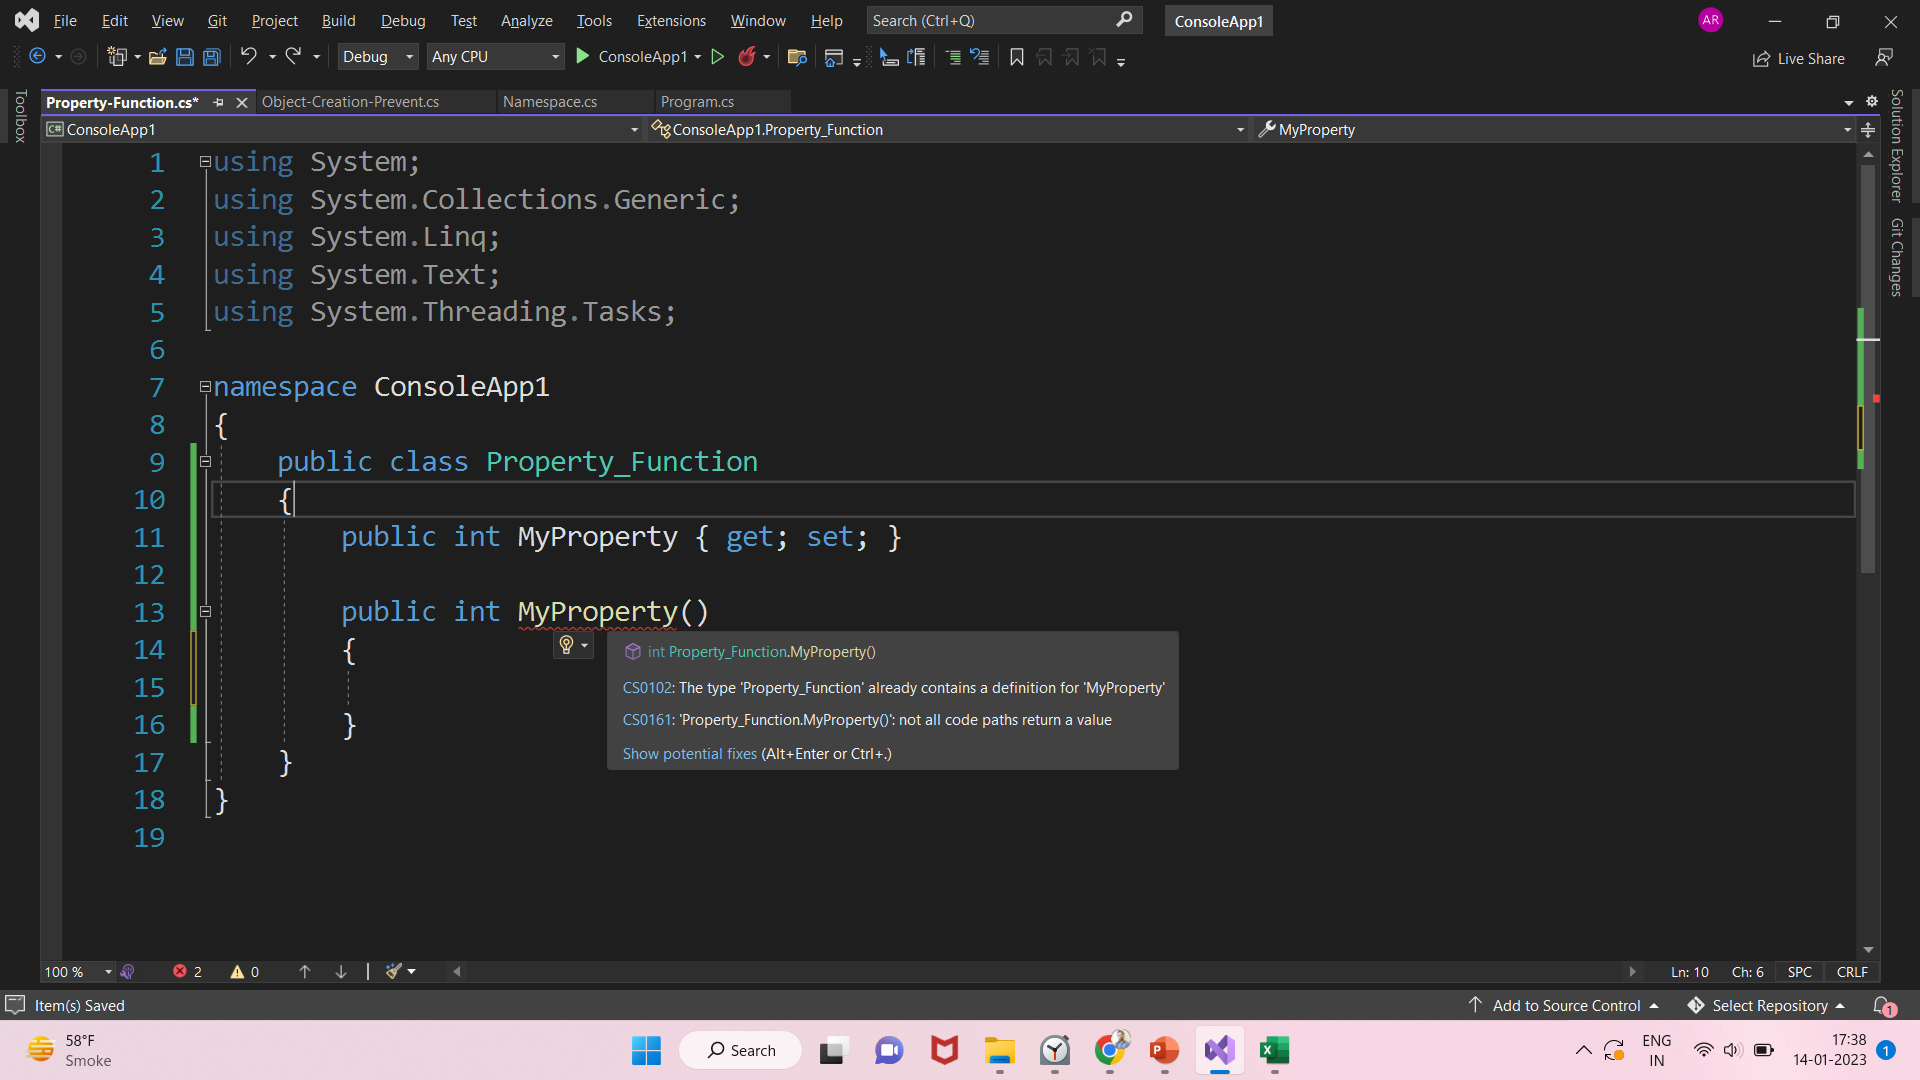 File Edit View Git Project Build Debug Test Analyze Tools Extensions Window Help Search (Ctrl+Q) ConsoleApp1 AR
Debug Any CPU ConsoleApp1 Live Share
Toolbox
Property-Function.cs* Object-Creation-Prevent.cs Namespace.cs Program.cs
C# ConsoleApp1 ConsoleApp1.Property_Function MyProperty
Solution Explorer
Git Changes
1 using System;
2 using System.Collections.Generic;
3 using System.Linq;
4 using System.Text;
5 using System.Threading.Tasks;
6
7 namespace ConsoleApp1
8 {
9 public class Property_Function
10 {
11 public int MyProperty { get; set; }
12
13 public int MyProperty()
14 {
15
16 }
17 }
18 }
19
int Property_Function.MyProperty()
CS0102: The type 'Property_Function' already contains a definition for 'MyProperty'
CS0161: 'Property_Function.MyProperty()': not all code paths return a value
Show potential fixes (Alt+Enter or Ctrl+.)
100 % 2 0 Ln: 10 Ch: 6 SPC CRLF
Item(s) Saved Add to Source Control Select Repository 1
58°F
Smoke
Search
P
X
ENG
IN
17:38
14-01-2023
1